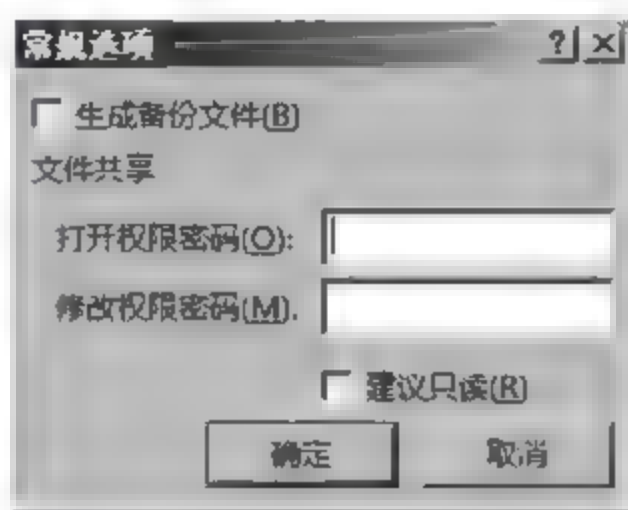 常规选项
生成备份文件(B)
文件共享
打开权限密码(O):
修改权限密码(M).
建议只读(R)
确定
取消